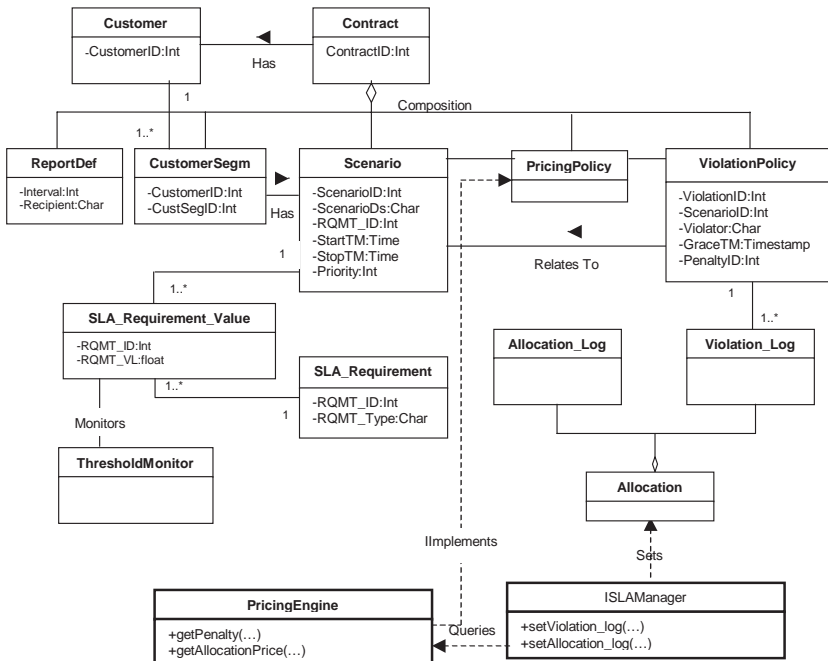 Customer
-CustomerID:Int
Contract
ContractID:Int
Has
1
Composition
1..*
ReportDef
-Interval:Int
-Recipient:Char
CustomerSegm
-CustomerID:Int
-CustSegID:Int
Has
Scenario
-ScenarioID:Int
-ScenarioDs:Char
-RQMT_ID:Int
-StartTM:Time
-StopTM:Time
-Priority:Int
PricingPolicy
ViolationPolicy
-ViolationID:Int
-ScenarioID:Int
-Violator:Char
-GraceTM:Timestamp
-PenaltyID:Int
Relates To
1
1..*
1
1..*
SLA_Requirement_Value
-RQMT_ID:Int
-RQMT_VL:float
1..*
1
SLA_Requirement
-RQMT_ID:Int
-RQMT_Type:Char
Allocation_Log
Violation_Log
Monitors
ThresholdMonitor
Allocation
IImplements
Sets
PricingEngine
+getPenalty(…)
+getAllocationPrice(…)
Queries
ISLAManager
+setViolation_log(…)
+setAllocation_log(…)